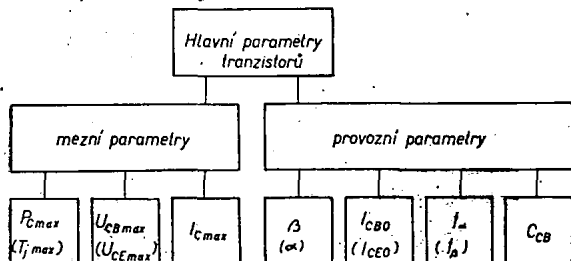 Hlavní parametry
tranzistorů
mezní parametry
provozní parametry
P_Cmax
(T_j max)
U_CBmax
(U_CEmax)
I_Cmax
β
(α)
I_CBO
(I_CEO)
f_α
(f_β)
C_CB